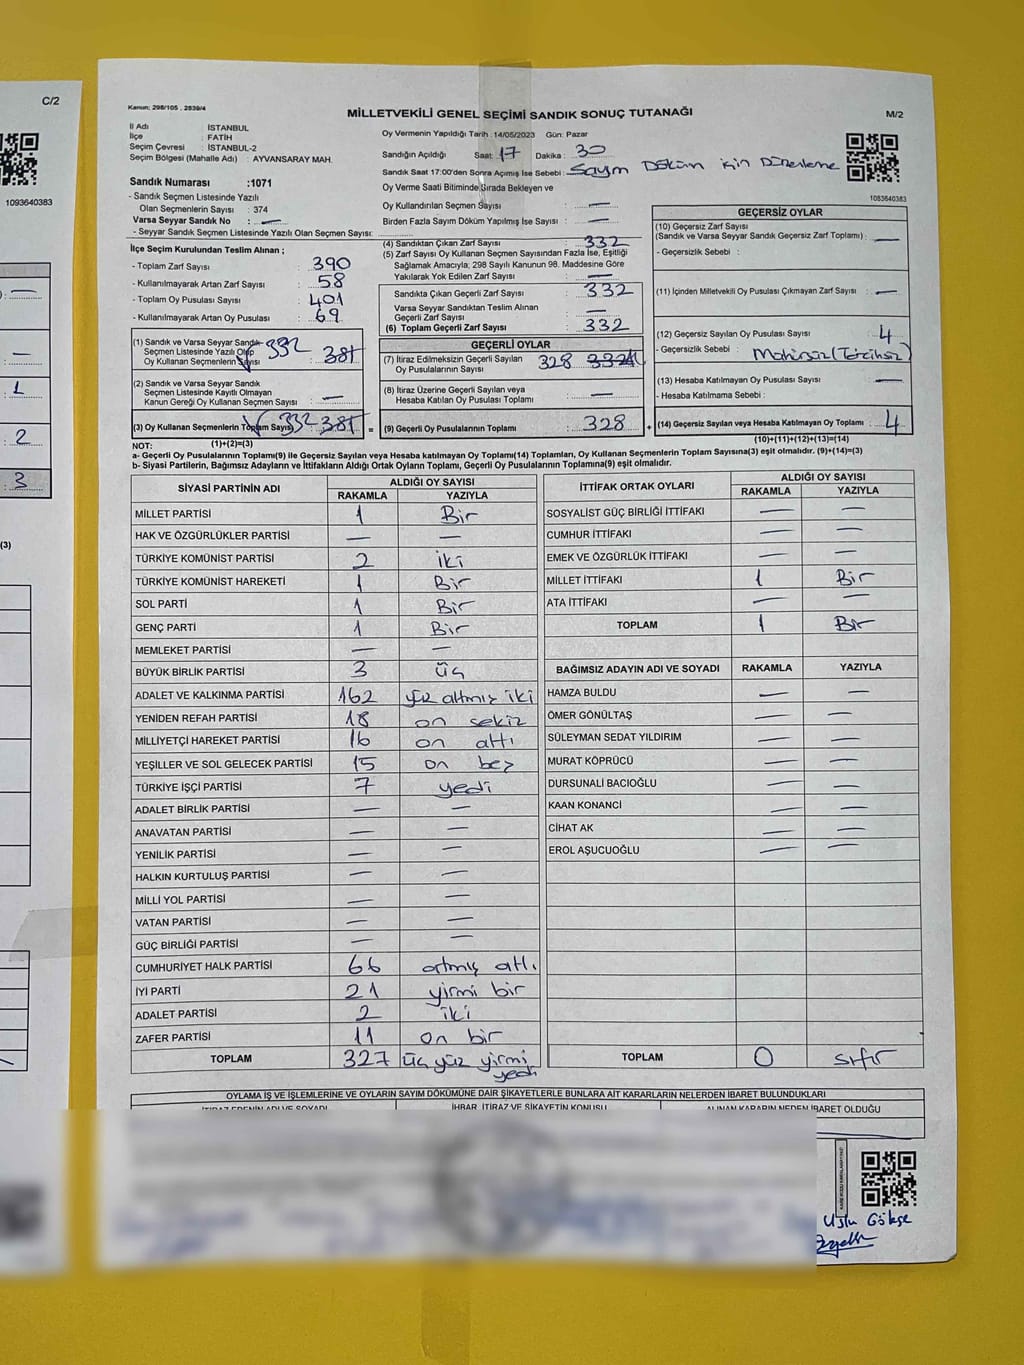 C/2
1093640383
1
2
3
(3)
Kanun: 298/105 , 2839/4
MİLLETVEKİLİ GENEL SEÇİMİ SANDIK SONUÇ TUTANAĞI
M/2
İl Adı : İSTANBUL
İlçe : FATİH
Seçim Çevresi : İSTANBUL-2
Seçim Bölgesi (Mahalle Adı) : AYVANSARAY MAH.
Oy Vermenin Yapıldığı Tarih : 14/05/2023 Gün: Pazar
Sandığın Açıldığı Saat: 17 Dakika : 30
Sandık Saat 17:00'den Sonra Açılmış İse Sebebi : Sayım Döküm için Düzenleme
1083640383
Sandık Numarası :1071
- Sandık Seçmen Listesinde Yazılı
Olan Seçmenlerin Sayısı : 374
Varsa Seyyar Sandık No : —
- Seyyar Sandık Seçmen Listesinde Yazılı Olan Seçmen Sayısı:
Oy Verme Saati Bitiminde Sırada Bekleyen ve
Oy Kullandırılan Seçmen Sayısı : —
Birden Fazla Sayım Döküm Yapılmış İse Sayısı : —
İlçe Seçim Kurulundan Teslim Alınan ;
- Toplam Zarf Sayısı : 390
- Kullanılmayarak Artan Zarf Sayısı : 58
- Toplam Oy Pusulası Sayısı : 401
- Kullanılmayarak Artan Oy Pusulası : 69
(4) Sandıktan Çıkan Zarf Sayısı : 332
(5) Zarf Sayısı Oy Kullanan Seçmen Sayısından Fazla İse, Eşitliği
Sağlamak Amacıyla; 298 Sayılı Kanunun 98. Maddesine Göre
Yakılarak Yok Edilen Zarf Sayısı : —
Sandıkta Çıkan Geçerli Zarf Sayısı : 332
Varsa Seyyar Sandıktan Teslim Alınan
Geçerli Zarf Sayısı : —
(6) Toplam Geçerli Zarf Sayısı : 332
GEÇERSİZ OYLAR
(10) Geçersiz Zarf Sayısı
(Sandık ve Varsa Seyyar Sandık Geçersiz Zarf Toplamı) : —
- Geçersizlik Sebebi :
(11) İçinden Milletvekili Oy Pusulası Çıkmayan Zarf Sayısı : —
(12) Geçersiz Sayılan Oy Pusulası Sayısı : 4
- Geçersizlik Sebebi : Mühürsüz (Tercihsiz)
(13) Hesaba Katılmayan Oy Pusulası Sayısı : —
- Hesaba Katılmama Sebebi :
(14) Geçersiz Sayılan veya Hesaba Katılmayan Oy Toplamı : 4
(10)+(11)+(12)+(13)=(14)
(1) Sandık ve Varsa Seyyar Sandık
Seçmen Listesinde Yazılı Olup
Oy Kullanan Seçmenlerin Sayısı : 332
(2) Sandık ve Varsa Seyyar Sandık
Seçmen Listesinde Kayıtlı Olmayan
Kanun Gereği Oy Kullanan Seçmen Sayısı : —
(3) Oy Kullanan Seçmenlerin Toplam Sayısı : 332
=
GEÇERLİ OYLAR
(7) İtiraz Edilmeksizin Geçerli Sayılan
Oy Pusulalarının Sayısı : 328
(8) İtiraz Üzerine Geçerli Sayılan veya
Hesaba Katılan Oy Pusulası Toplamı : —
(9) Geçerli Oy Pusulalarının Toplamı : 328
+
NOT: (1)+(2)=(3)
a- Geçerli Oy Pusulalarının Toplamı(9) ile Geçersiz Sayılan veya Hesaba katılmayan Oy Toplamı(14) Toplamları, Oy Kullanan Seçmenlerin Toplam Sayısına(3) eşit olmalıdır. (9)+(14)=(3)
b- Siyasi Partilerin, Bağımsız Adayların ve İttifakların Aldığı Ortak Oyların Toplamı, Geçerli Oy Pusulalarının Toplamına(9) eşit olmalıdır.
SİYASİ PARTİNİN ADI ALDIĞI OY SAYISI
RAKAMLA YAZIYLA
MİLLET PARTİSİ 1 Bir
HAK VE ÖZGÜRLÜKLER PARTİSİ — —
TÜRKİYE KOMÜNİST PARTİSİ 2 iki
TÜRKİYE KOMÜNİST HAREKETİ 1 Bir
SOL PARTİ 1 Bir
GENÇ PARTİ 1 Bir
MEMLEKET PARTİSİ — —
BÜYÜK BİRLİK PARTİSİ 3 üç
ADALET VE KALKINMA PARTİSİ 162 yüz altmış iki
YENİDEN REFAH PARTİSİ 18 on sekiz
MİLLİYETÇİ HAREKET PARTİSİ 16 on altı
YEŞİLLER VE SOL GELECEK PARTİSİ 15 on beş
TÜRKİYE İŞÇİ PARTİSİ 7 yedi
ADALET BİRLİK PARTİSİ — —
ANAVATAN PARTİSİ — —
YENİLİK PARTİSİ — —
HALKIN KURTULUŞ PARTİSİ — —
MİLLİ YOL PARTİSİ — —
VATAN PARTİSİ — —
GÜÇ BİRLİĞİ PARTİSİ — —
CUMHURİYET HALK PARTİSİ 66 altmış altı
İYİ PARTİ 21 yirmi bir
ADALET PARTİSİ 2 iki
ZAFER PARTİSİ 11 on bir
TOPLAM 327 üç yüz yirmi yedi
İTTİFAK ORTAK OYLARI ALDIĞI OY SAYISI
RAKAMLA YAZIYLA
SOSYALİST GÜÇ BİRLİĞİ İTTİFAKI — —
CUMHUR İTTİFAKI — —
EMEK VE ÖZGÜRLÜK İTTİFAKI — —
MİLLET İTTİFAKI 1 Bir
ATA İTTİFAKI — —
TOPLAM 1 Bir
BAĞIMSIZ ADAYIN ADI VE SOYADI RAKAMLA YAZIYLA
HAMZA BULDU — —
ÖMER GÖNÜLTAŞ — —
SÜLEYMAN SEDAT YILDIRIM — —
MURAT KÖPRÜCÜ — —
DURSUNALİ BACIOĞLU — —
KAAN KONANCİ — —
CİHAT AK — —
EROL AŞUCUOĞLU — —
TOPLAM 0 sıfır
OYLAMA İŞ VE İŞLEMLERİNE VE OYLARIN SAYIM DÖKÜMÜNE DAİR ŞİKAYETLERLE BUNLARA AİT KARARLARIN NELERDEN İBARET BULUNDUKLARI
İTİRAZ EDENİN ADI VE SOYADI İHBAR, İTİRAZ VE ŞİKAYETİN KONUSU ALINAN KARARIN NEDEN İBARET OLDUĞU
Uslu Gökşe